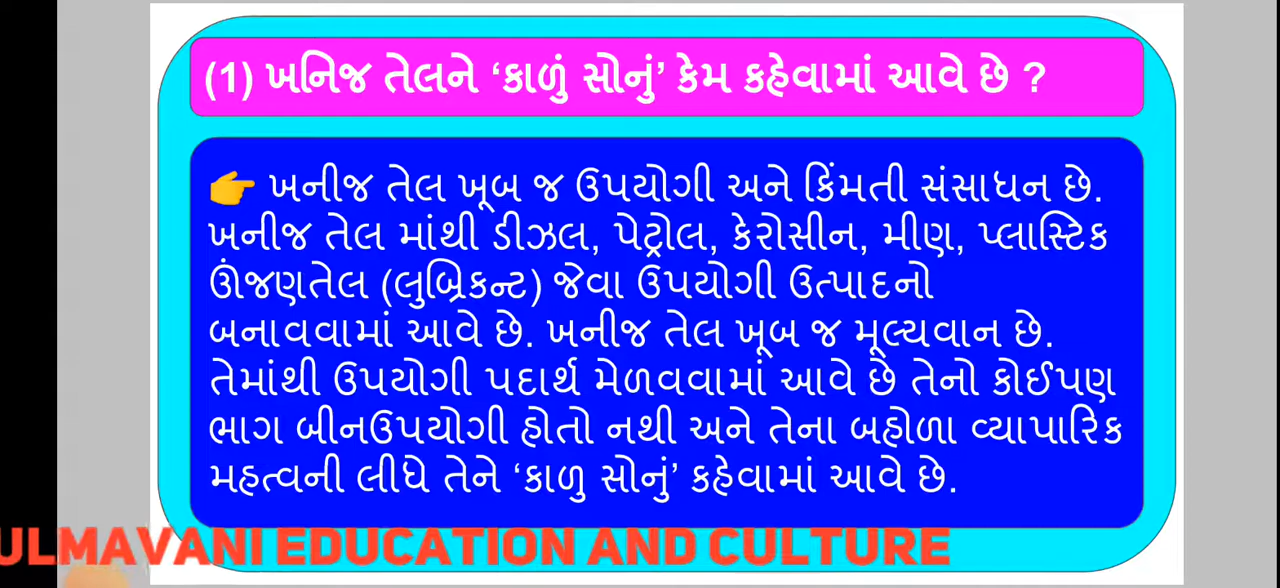 (1) ખનિજ તેલને ‘કાળું સોનું’ કેમ કહેવામાં આવે છે ?
👉 ખનીજ તેલ ખૂબ જ ઉપયોગી અને કિંમતી સંસાધન છે.
ખનીજ તેલ માંથી ડીઝલ, પેટ્રોલ, કેરોસીન, મીણ, પ્લાસ્ટિક
ઊંજણતેલ (લુબ્રિકન્ટ) જેવા ઉપયોગી ઉત્પાદનો
બનાવવામાં આવે છે. ખનીજ તેલ ખૂબ જ મૂલ્યવાન છે.
તેમાંથી ઉપયોગી પદાર્થ મેળવવામાં આવે છે તેનો કોઈપણ
ભાગ બીનઉપયોગી હોતો નથી અને તેના બહોળા વ્યાપારિક
મહત્વની લીધે તેને ‘કાળુ સોનું’ કહેવામાં આવે છે.
ULMAVANI EDUCATION AND CULTURE